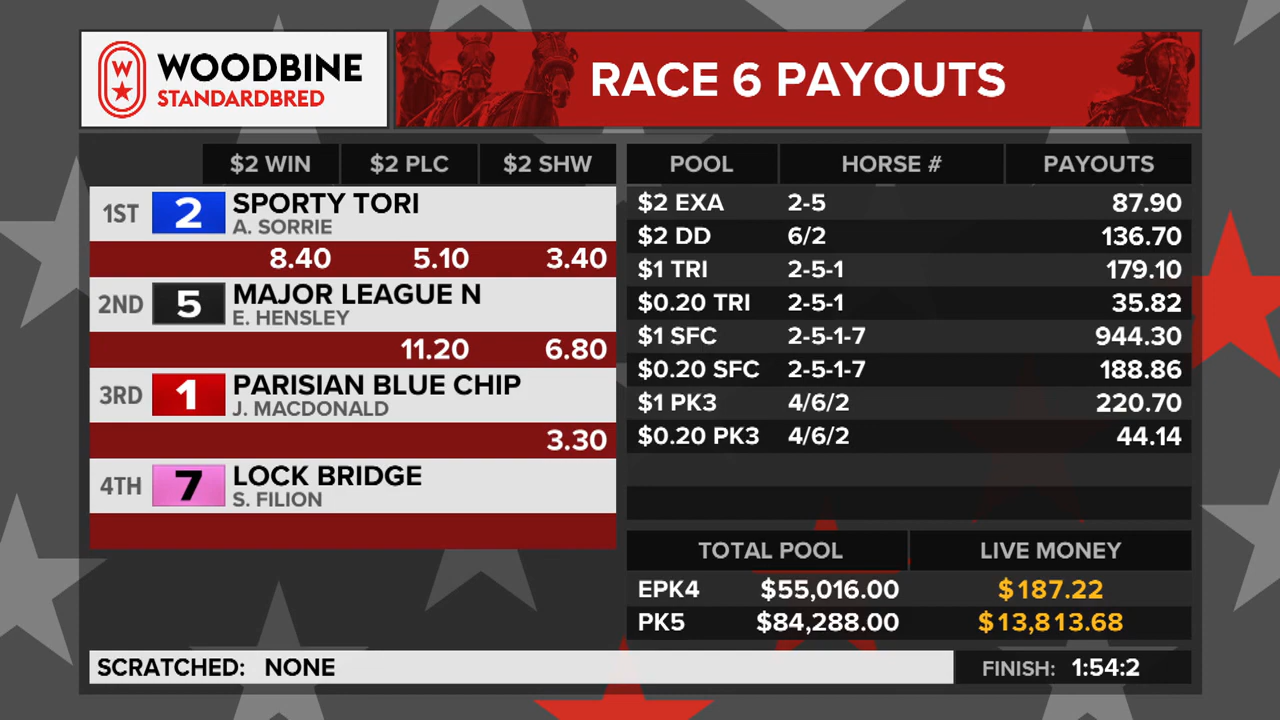 W
WOODBINE
STANDARDBRED
RACE 6 PAYOUTS
$2 WIN $2 PLC $2 SHW
1ST 2 SPORTY TORI
A. SORRIE
8.40 5.10 3.40
2ND 5 MAJOR LEAGUE N
E. HENSLEY
11.20 6.80
3RD 1 PARISIAN BLUE CHIP
J. MACDONALD
3.30
4TH 7 LOCK BRIDGE
S. FILION
POOL HORSE # PAYOUTS
$2 EXA 2-5 87.90
$2 DD 6/2 136.70
$1 TRI 2-5-1 179.10
$0.20 TRI 2-5-1 35.82
$1 SFC 2-5-1-7 944.30
$0.20 SFC 2-5-1-7 188.86
$1 PK3 4/6/2 220.70
$0.20 PK3 4/6/2 44.14
TOTAL POOL LIVE MONEY
EPK4 $55,016.00 $187.22
PK5 $84,288.00 $13,813.68
SCRATCHED: NONE
FINISH: 1:54:2